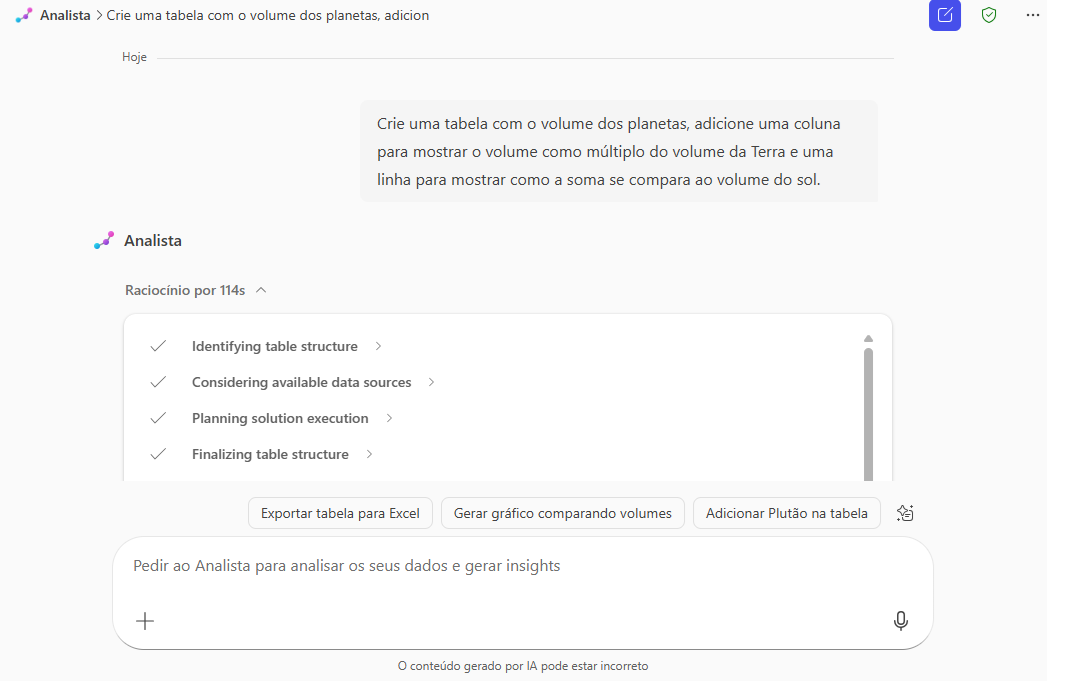 Analista > Crie uma tabela com o volume dos planetas, adicion
Hoje
Crie uma tabela com o volume dos planetas, adicione uma coluna
para mostrar o volume como múltiplo do volume da Terra e uma
linha para mostrar como a soma se compara ao volume do sol.
Analista
Raciocínio por 114s
Identifying table structure
Considering available data sources
Planning solution execution
Finalizing table structure
Exportar tabela para Excel
Gerar gráfico comparando volumes
Adicionar Plutão na tabela
Pedir ao Analista para analisar os seus dados e gerar insights
O conteúdo gerado por IA pode estar incorreto